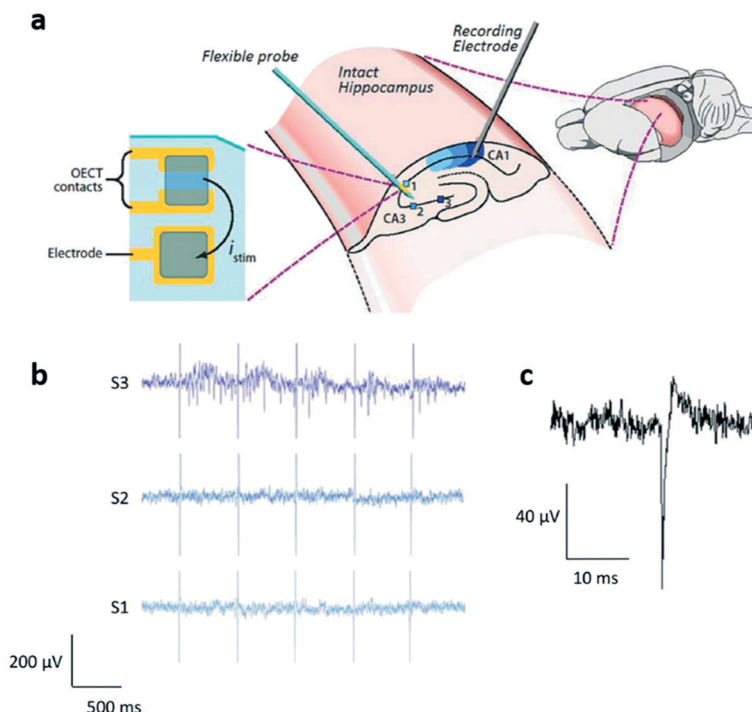 a
Flexible probe
Recording
Electrode
Intact
Hippocampus
OECT
contacts
Electrode
i stim
CA1
CA3
1
2
3
b
S3
S2
S1
200 µV
500 ms
c
40 µV
10 ms